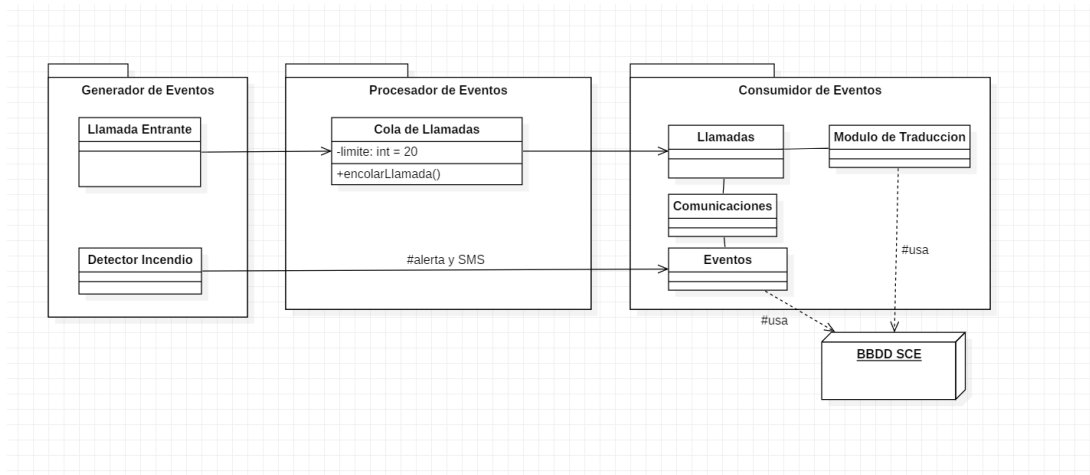 Generador de Eventos
Procesador de Eventos
Consumidor de Eventos
Llamada Entrante
Cola de Llamadas
-limite: int = 20
+encolarLlamada()
Llamadas
Modulo de Traduccion
Comunicaciones
Detector Incendio
#alerta y SMS
Eventos
#usa
#usa
BBDD SCE